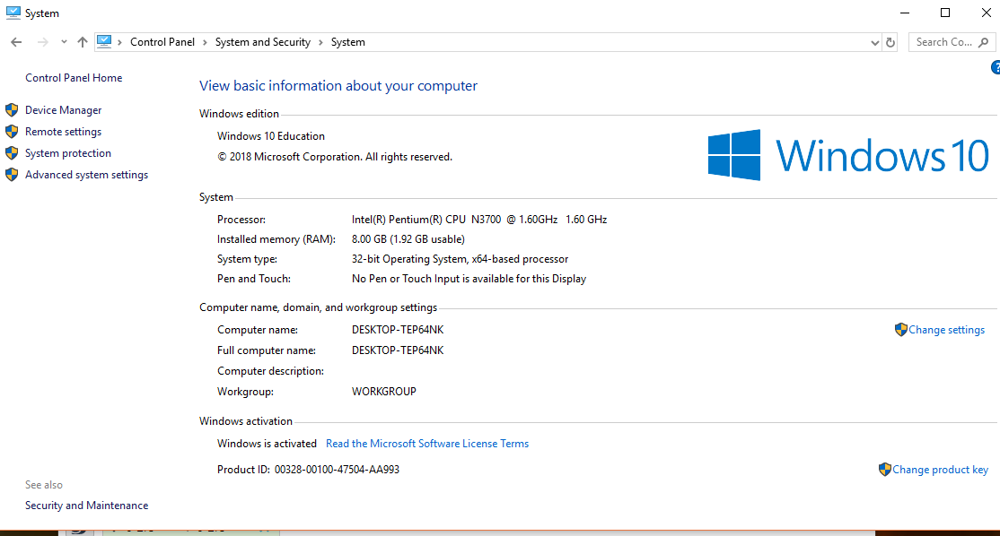 System
Control Panel › System and Security › System
Search Co...
Control Panel Home
Device Manager
Remote settings
System protection
Advanced system settings
View basic information about your computer
Windows edition
Windows 10 Education
© 2018 Microsoft Corporation. All rights reserved.
Windows 10
System
Processor: Intel(R) Pentium(R) CPU N3700 @ 1.60GHz 1.60 GHz
Installed memory (RAM): 8.00 GB (1.92 GB usable)
System type: 32-bit Operating System, x64-based processor
Pen and Touch: No Pen or Touch Input is available for this Display
Computer name, domain, and workgroup settings
Computer name: DESKTOP-TEP64NK
Change settings
Full computer name: DESKTOP-TEP64NK
Computer description:
Workgroup: WORKGROUP
Windows activation
Windows is activated Read the Microsoft Software License Terms
Product ID: 00328-00100-47504-AA993
Change product key
See also
Security and Maintenance